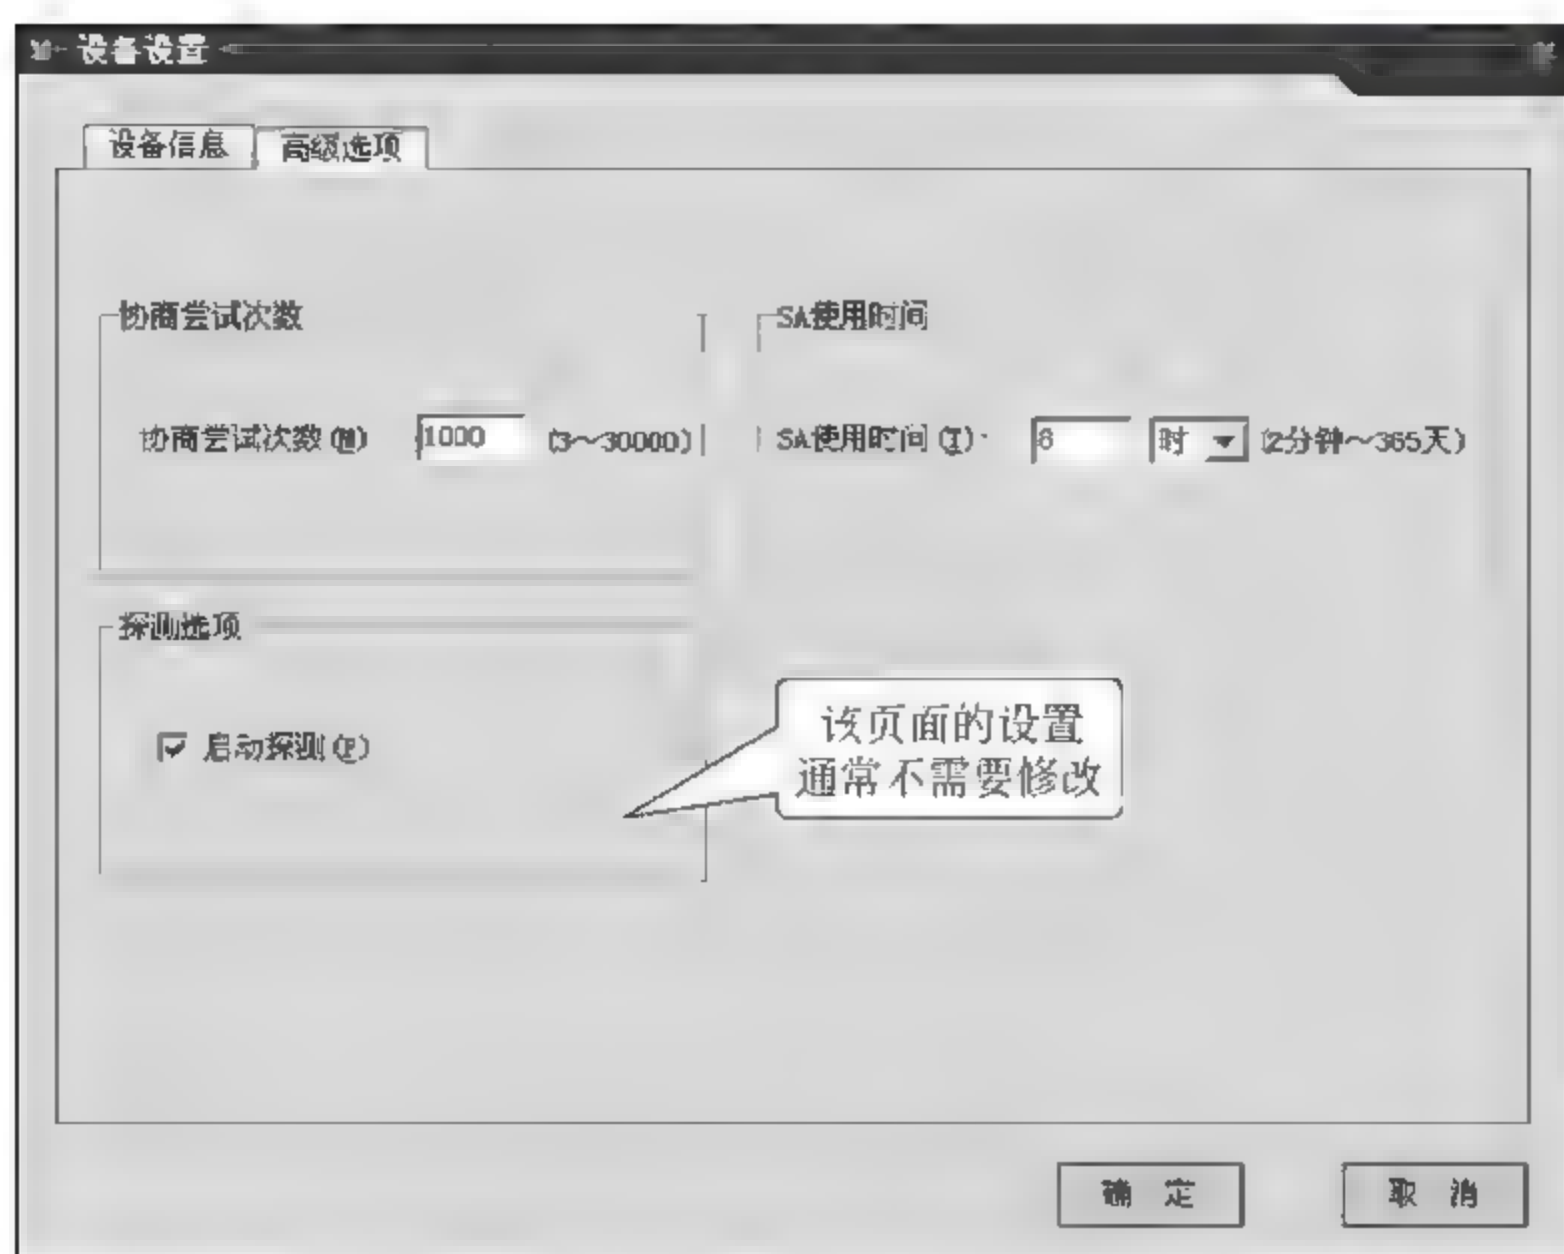 设备设置
设备信息 高级选项
协商尝试次数
协商尝试次数(N) 1000 (3～30000)
SA使用时间
SA使用时间(I): 时 (2分钟～365天)
探测选项
启动探测(P)
该页面的设置
通常不需要修改
确 定 取 消